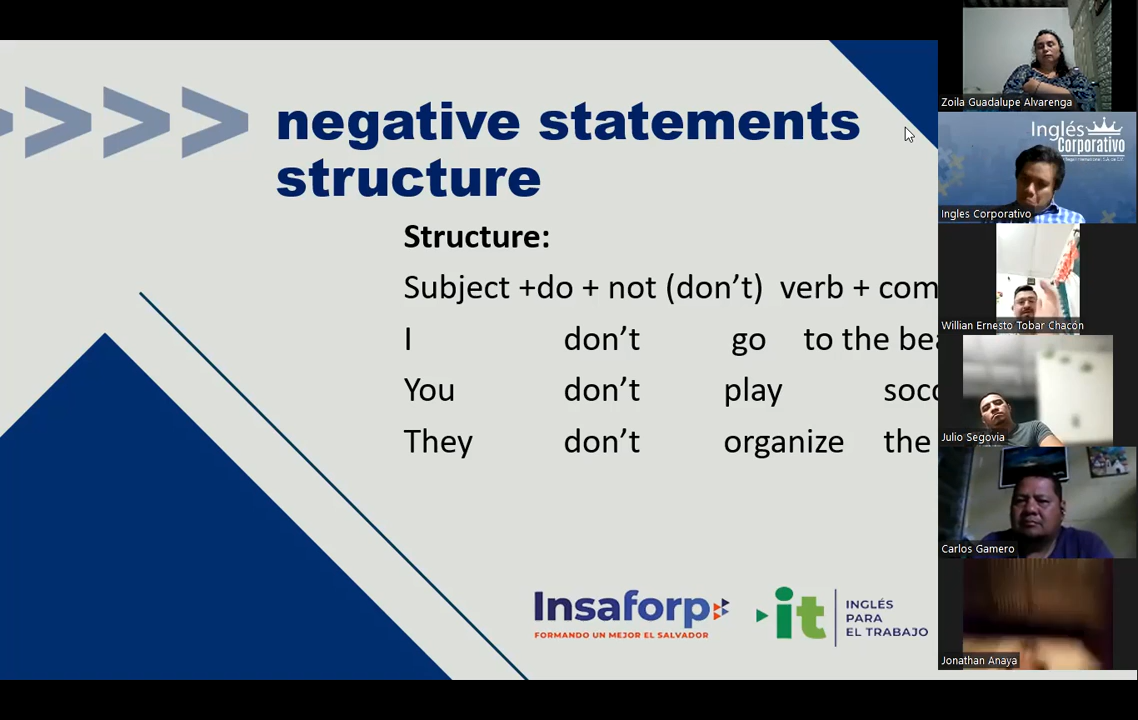 negative statements
structure
Structure:
Subject +do + not (don't) verb + com
I don't go to the bea
You don't play socc
They don't organize the
Insaforp
FORMANDO UN MEJOR EL SALVADOR
it
INGLÉS
PARA
EL TRABAJO
Zoila Guadalupe Alvarenga
Inglés
Corporativo
Ingles Corporativo
Willian Ernesto Tobar Chacón
Julio Segovia
Carlos Gamero
Jonathan Anaya